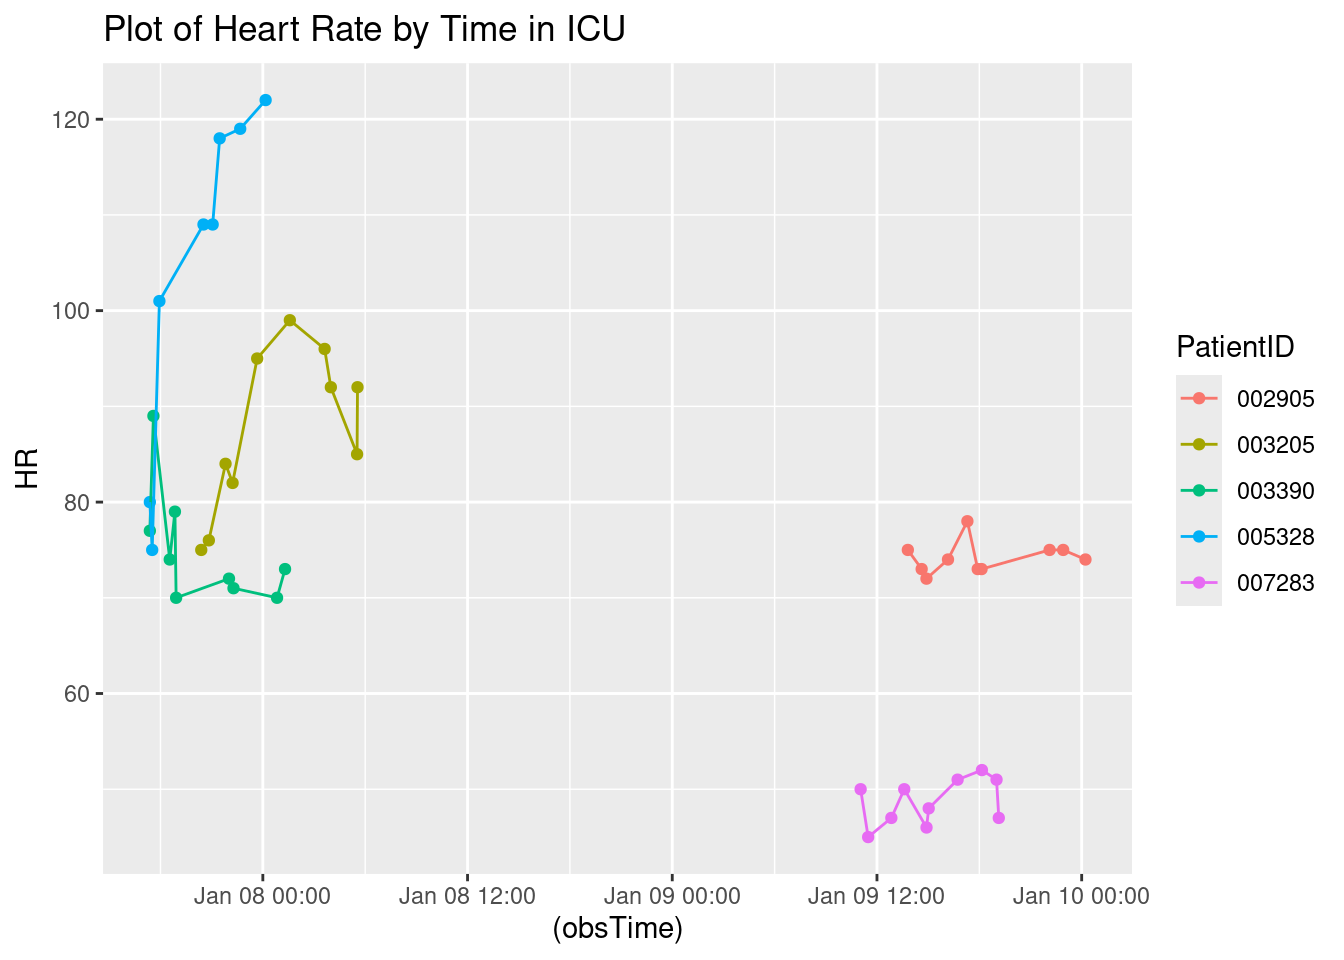 Plot of Heart Rate by Time in ICU
HR
120
100
80
60
Jan 08 00:00
Jan 08 12:00
Jan 09 00:00
Jan 09 12:00
Jan 10 00:00
(obsTime)
PatientID
002905
003205
003390
005328
007283